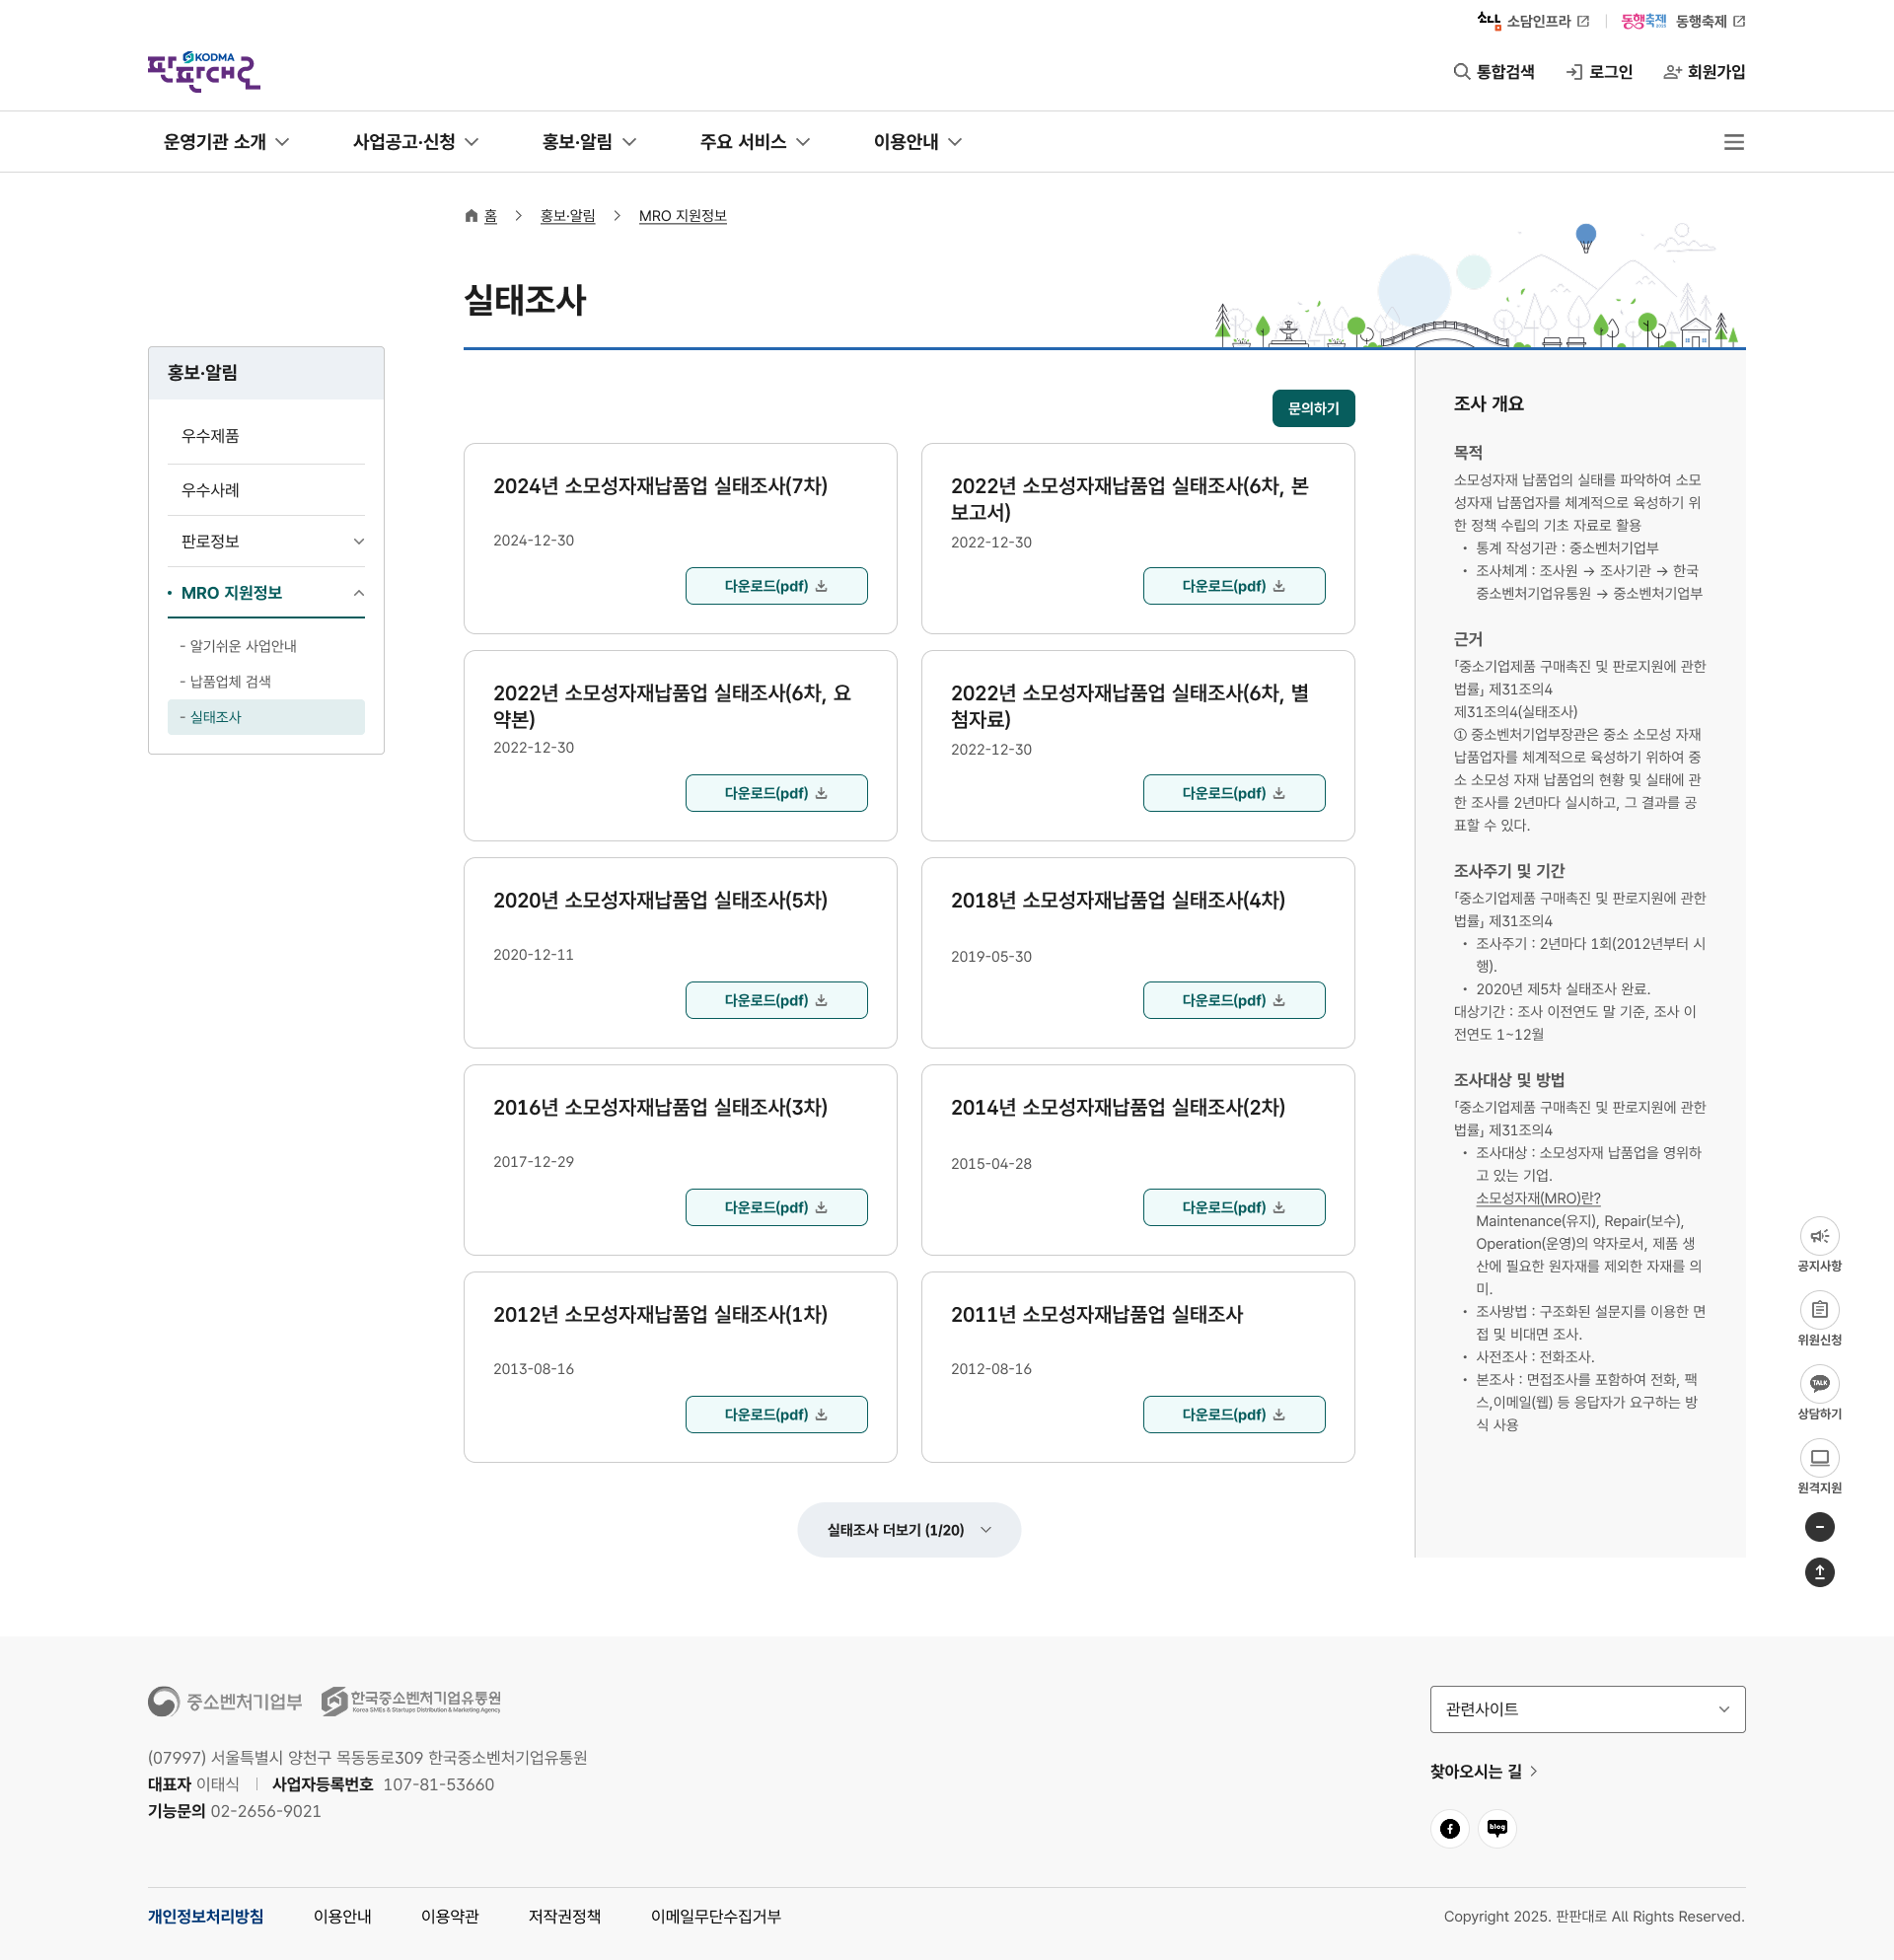 소담 소담인프라
동행축제 동행축제
KODMA
판판대로
통합검색
로그인
회원가입
운영기관 소개
사업공고·신청
홍보·알림
주요 서비스
이용안내
홈
홍보·알림
MRO 지원정보
실태조사
홍보·알림
우수제품
우수사례
판로정보
MRO 지원정보
- 알기쉬운 사업안내
- 납품업체 검색
- 실태조사
문의하기
2024년 소모성자재납품업 실태조사(7차)
2024-12-30
다운로드(pdf)
2022년 소모성자재납품업 실태조사(6차, 본
보고서)
2022-12-30
다운로드(pdf)
2022년 소모성자재납품업 실태조사(6차, 요
약본)
2022-12-30
다운로드(pdf)
2022년 소모성자재납품업 실태조사(6차, 별
첨자료)
2022-12-30
다운로드(pdf)
2020년 소모성자재납품업 실태조사(5차)
2020-12-11
다운로드(pdf)
2018년 소모성자재납품업 실태조사(4차)
2019-05-30
다운로드(pdf)
2016년 소모성자재납품업 실태조사(3차)
2017-12-29
다운로드(pdf)
2014년 소모성자재납품업 실태조사(2차)
2015-04-28
다운로드(pdf)
2012년 소모성자재납품업 실태조사(1차)
2013-08-16
다운로드(pdf)
2011년 소모성자재납품업 실태조사
2012-08-16
다운로드(pdf)
실태조사 더보기 (1/20)
조사 개요
목적
소모성자재 납품업의 실태를 파악하여 소모
성자재 납품업자를 체계적으로 육성하기 위
한 정책 수립의 기초 자료로 활용
• 통계 작성기관 : 중소벤처기업부
• 조사체계 : 조사원 → 조사기관 → 한국
중소벤처기업유통원 → 중소벤처기업부
근거
「중소기업제품 구매촉진 및 판로지원에 관한
법률」 제31조의4
제31조의4(실태조사)
① 중소벤처기업부장관은 중소 소모성 자재
납품업자를 체계적으로 육성하기 위하여 중
소 소모성 자재 납품업의 현황 및 실태에 관
한 조사를 2년마다 실시하고, 그 결과를 공
표할 수 있다.
조사주기 및 기간
「중소기업제품 구매촉진 및 판로지원에 관한
법률」 제31조의4
• 조사주기 : 2년마다 1회(2012년부터 시
행).
• 2020년 제5차 실태조사 완료.
대상기간 : 조사 이전연도 말 기준, 조사 이
전연도 1~12월
조사대상 및 방법
「중소기업제품 구매촉진 및 판로지원에 관한
법률」 제31조의4
• 조사대상 : 소모성자재 납품업을 영위하
고 있는 기업.
소모성자재(MRO)란?
Maintenance(유지), Repair(보수),
Operation(운영)의 약자로서, 제품 생
산에 필요한 원자재를 제외한 자재를 의
미.
• 조사방법 : 구조화된 설문지를 이용한 면
접 및 비대면 조사.
• 사전조사 : 전화조사.
• 본조사 : 면접조사를 포함하여 전화, 팩
스,이메일(웹) 등 응답자가 요구하는 방
식 사용
공지사항
위원신청
TALK
상담하기
원격지원
중소벤처기업부
한국중소벤처기업유통원
Korea SMEs & Startups Distribution & Marketing Agency
(07997) 서울특별시 양천구 목동동로309 한국중소벤처기업유통원
대표자 이태식 | 사업자등록번호 107-81-53660
기능문의 02-2656-9021
관련사이트
찾아오시는 길
blog
개인정보처리방침
이용안내
이용약관
저작권정책
이메일무단수집거부
Copyright 2025. 판판대로 All Rights Reserved.